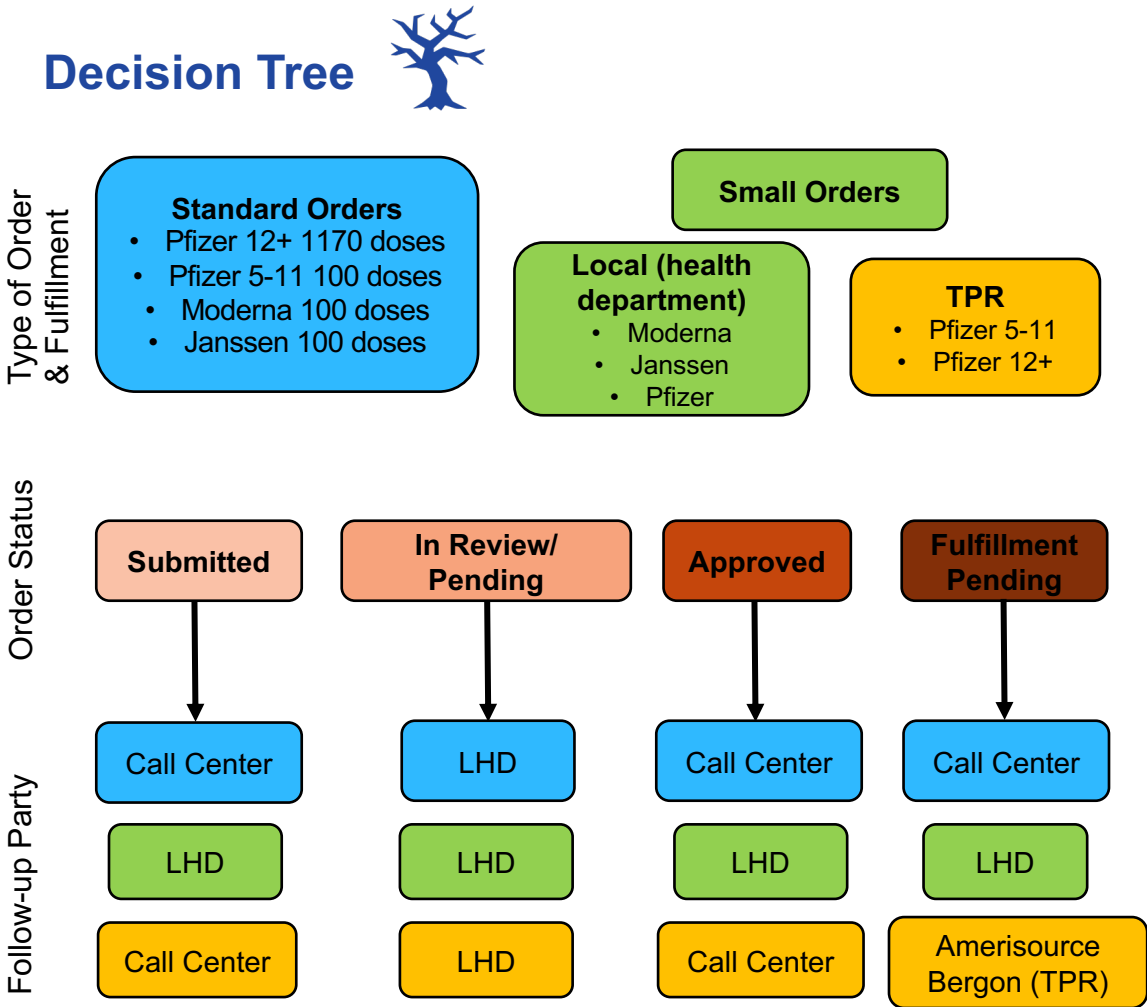 Decision Tree
Type of Order
& Fulfillment
Standard Orders
• Pfizer 12+ 1170 doses
• Pfizer 5-11 100 doses
• Moderna 100 doses
• Janssen 100 doses
Small Orders
Local (health
department)
• Moderna
• Janssen
• Pfizer
TPR
• Pfizer 5-11
• Pfizer 12+
Order Status
Submitted
In Review/
Pending
Approved
Fulfillment
Pending
Follow-up Party
Call Center
LHD
Call Center
Call Center
LHD
LHD
LHD
LHD
Call Center
LHD
Call Center
Amerisource
Bergon (TPR)